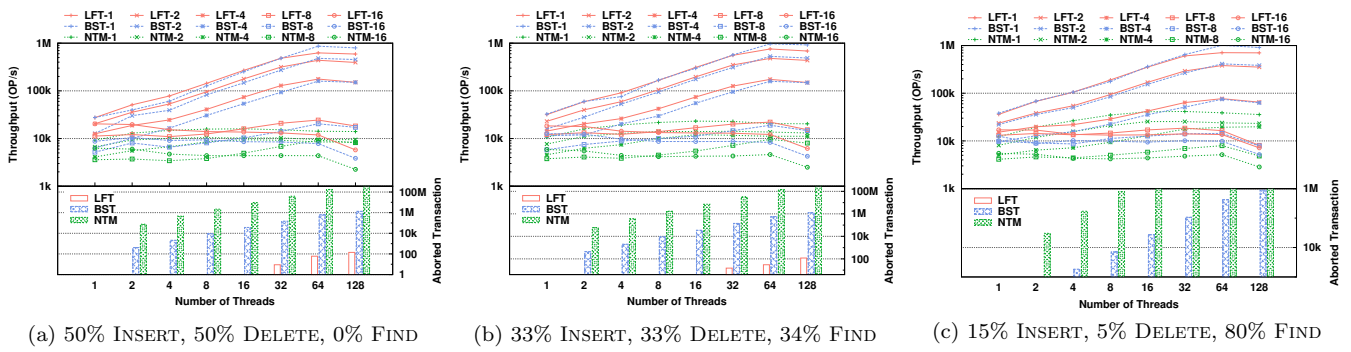 LFT-1 LFT-2 LFT-4 LFT-8 LFT-16
BST-1 BST-2 BST-4 BST-8 BST-16
NTM-1 NTM-2 NTM-4 NTM-8 NTM-16
1M
100k
10k
1k
Throughput (OP/s)
LFT
BST
NTM
100M
1M
10k
100
1
Aborted Transaction
1 2 4 8 16 32 64 128
Number of Threads
(a) 50% INSERT, 50% DELETE, 0% FIND
LFT-1 LFT-2 LFT-4 LFT-8 LFT-16
BST-1 BST-2 BST-4 BST-8 BST-16
NTM-1 NTM-2 NTM-4 NTM-8 NTM-16
1M
100k
10k
1k
Throughput (OP/s)
LFT
BST
NTM
100M
1M
10k
100
1
Aborted Transaction
1 2 4 8 16 32 64 128
Number of Threads
(b) 33% INSERT, 33% DELETE, 34% FIND
LFT-1 LFT-2 LFT-4 LFT-8 LFT-16
BST-1 BST-2 BST-4 BST-8 BST-16
NTM-1 NTM-2 NTM-4 NTM-8 NTM-16
1M
100k
10k
1k
Throughput (OP/s)
LFT
BST
NTM
1M
10k
Aborted Transaction
1 2 4 8 16 32 64 128
Number of Threads
(c) 15% INSERT, 5% DELETE, 80% FIND